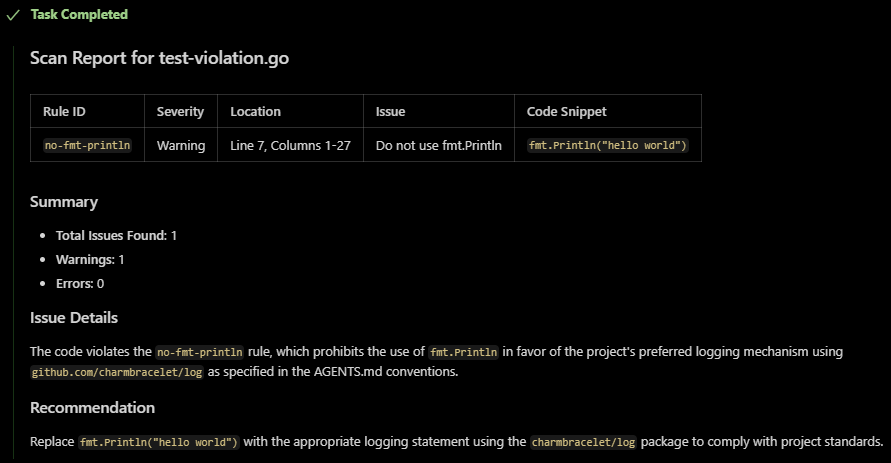 Task Completed
Scan Report for test-violation.go
Rule ID Severity Location Issue Code Snippet
no-fmt-println Warning Line 7, Columns 1-27 Do not use fmt.Println fmt.Println("hello world")
Summary
• Total Issues Found: 1
• Warnings: 1
• Errors: 0
Issue Details
The code violates the no-fmt-println rule, which prohibits the use of fmt.Println in favor of the project's preferred logging mechanism using
github.com/charmbracelet/log as specified in the AGENTS.md conventions.
Recommendation
Replace fmt.Println("hello world") with the appropriate logging statement using the charmbracelet/log package to comply with project standards.